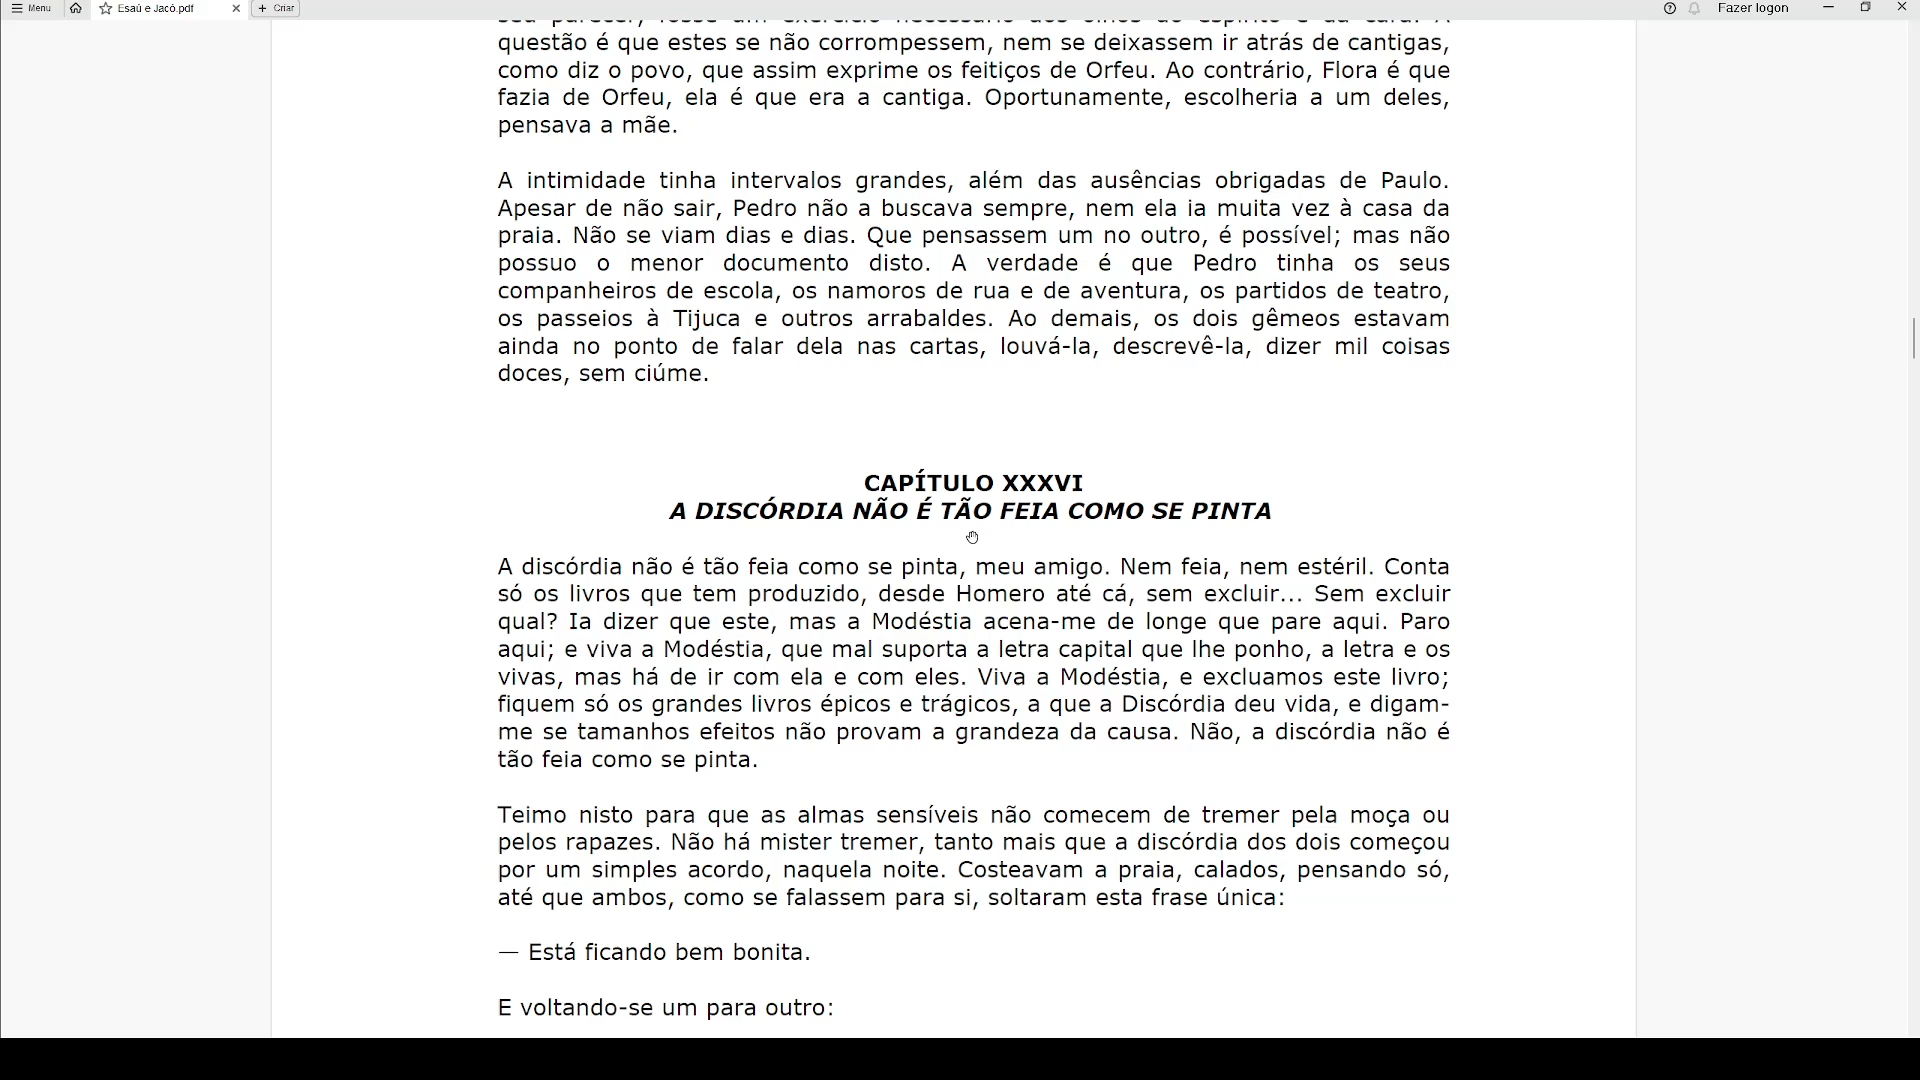 Menu
Esaú e Jacó.pdf
Criar
Fazer logon
seu parecer, fosse um exercício necessário aos olhos do espírito e da cara. A
questão é que estes se não corrompessem, nem se deixassem ir atrás de cantigas,
como diz o povo, que assim exprime os feitiços de Orfeu. Ao contrário, Flora é que
fazia de Orfeu, ela é que era a cantiga. Oportunamente, escolheria a um deles,
pensava a mãe.
A intimidade tinha intervalos grandes, além das ausências obrigadas de Paulo.
Apesar de não sair, Pedro não a buscava sempre, nem ela ia muita vez à casa da
praia. Não se viam dias e dias. Que pensassem um no outro, é possível; mas não
possuo o menor documento disto. A verdade é que Pedro tinha os seus
companheiros de escola, os namoros de rua e de aventura, os partidos de teatro,
os passeios à Tijuca e outros arrabaldes. Ao demais, os dois gêmeos estavam
ainda no ponto de falar dela nas cartas, louvá-la, descrevê-la, dizer mil coisas
doces, sem ciúme.
CAPÍTULO XXXVI
A DISCÓRDIA NÃO É TÃO FEIA COMO SE PINTA
A discórdia não é tão feia como se pinta, meu amigo. Nem feia, nem estéril. Conta
só os livros que tem produzido, desde Homero até cá, sem excluir... Sem excluir
qual? Ia dizer que este, mas a Modéstia acena-me de longe que pare aqui. Paro
aqui; e viva a Modéstia, que mal suporta a letra capital que lhe ponho, a letra e os
vivas, mas há de ir com ela e com eles. Viva a Modéstia, e excluamos este livro;
fiquem só os grandes livros épicos e trágicos, a que a Discórdia deu vida, e digam-
me se tamanhos efeitos não provam a grandeza da causa. Não, a discórdia não é
tão feia como se pinta.
Teimo nisto para que as almas sensíveis não comecem de tremer pela moça ou
pelos rapazes. Não há mister tremer, tanto mais que a discórdia dos dois começou
por um simples acordo, naquela noite. Costeavam a praia, calados, pensando só,
até que ambos, como se falassem para si, soltaram esta frase única:
— Está ficando bem bonita.
E voltando-se um para outro: